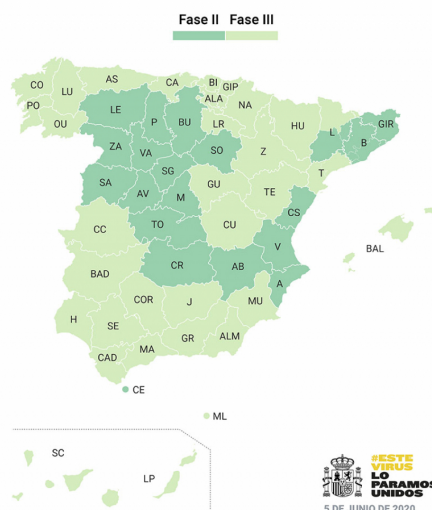 Fase II Fase III
CO
LU
AS
CA
BI
GIP
PO
OU
LE
P
BU
ALA
NA
LR
HU
L
GIR
B
ZA
VA
SO
Z
T
SA
AV
SG
M
GU
TE
CS
CC
TO
CU
V
BAL
BAD
CR
AB
A
H
SE
COR
J
MU
CAD
MA
GR
ALM
CE
ML
SC
LP
#ESTE
VIRUS
LO
PARAMOS
UNIDOS
5 DE JUNIO DE 2020